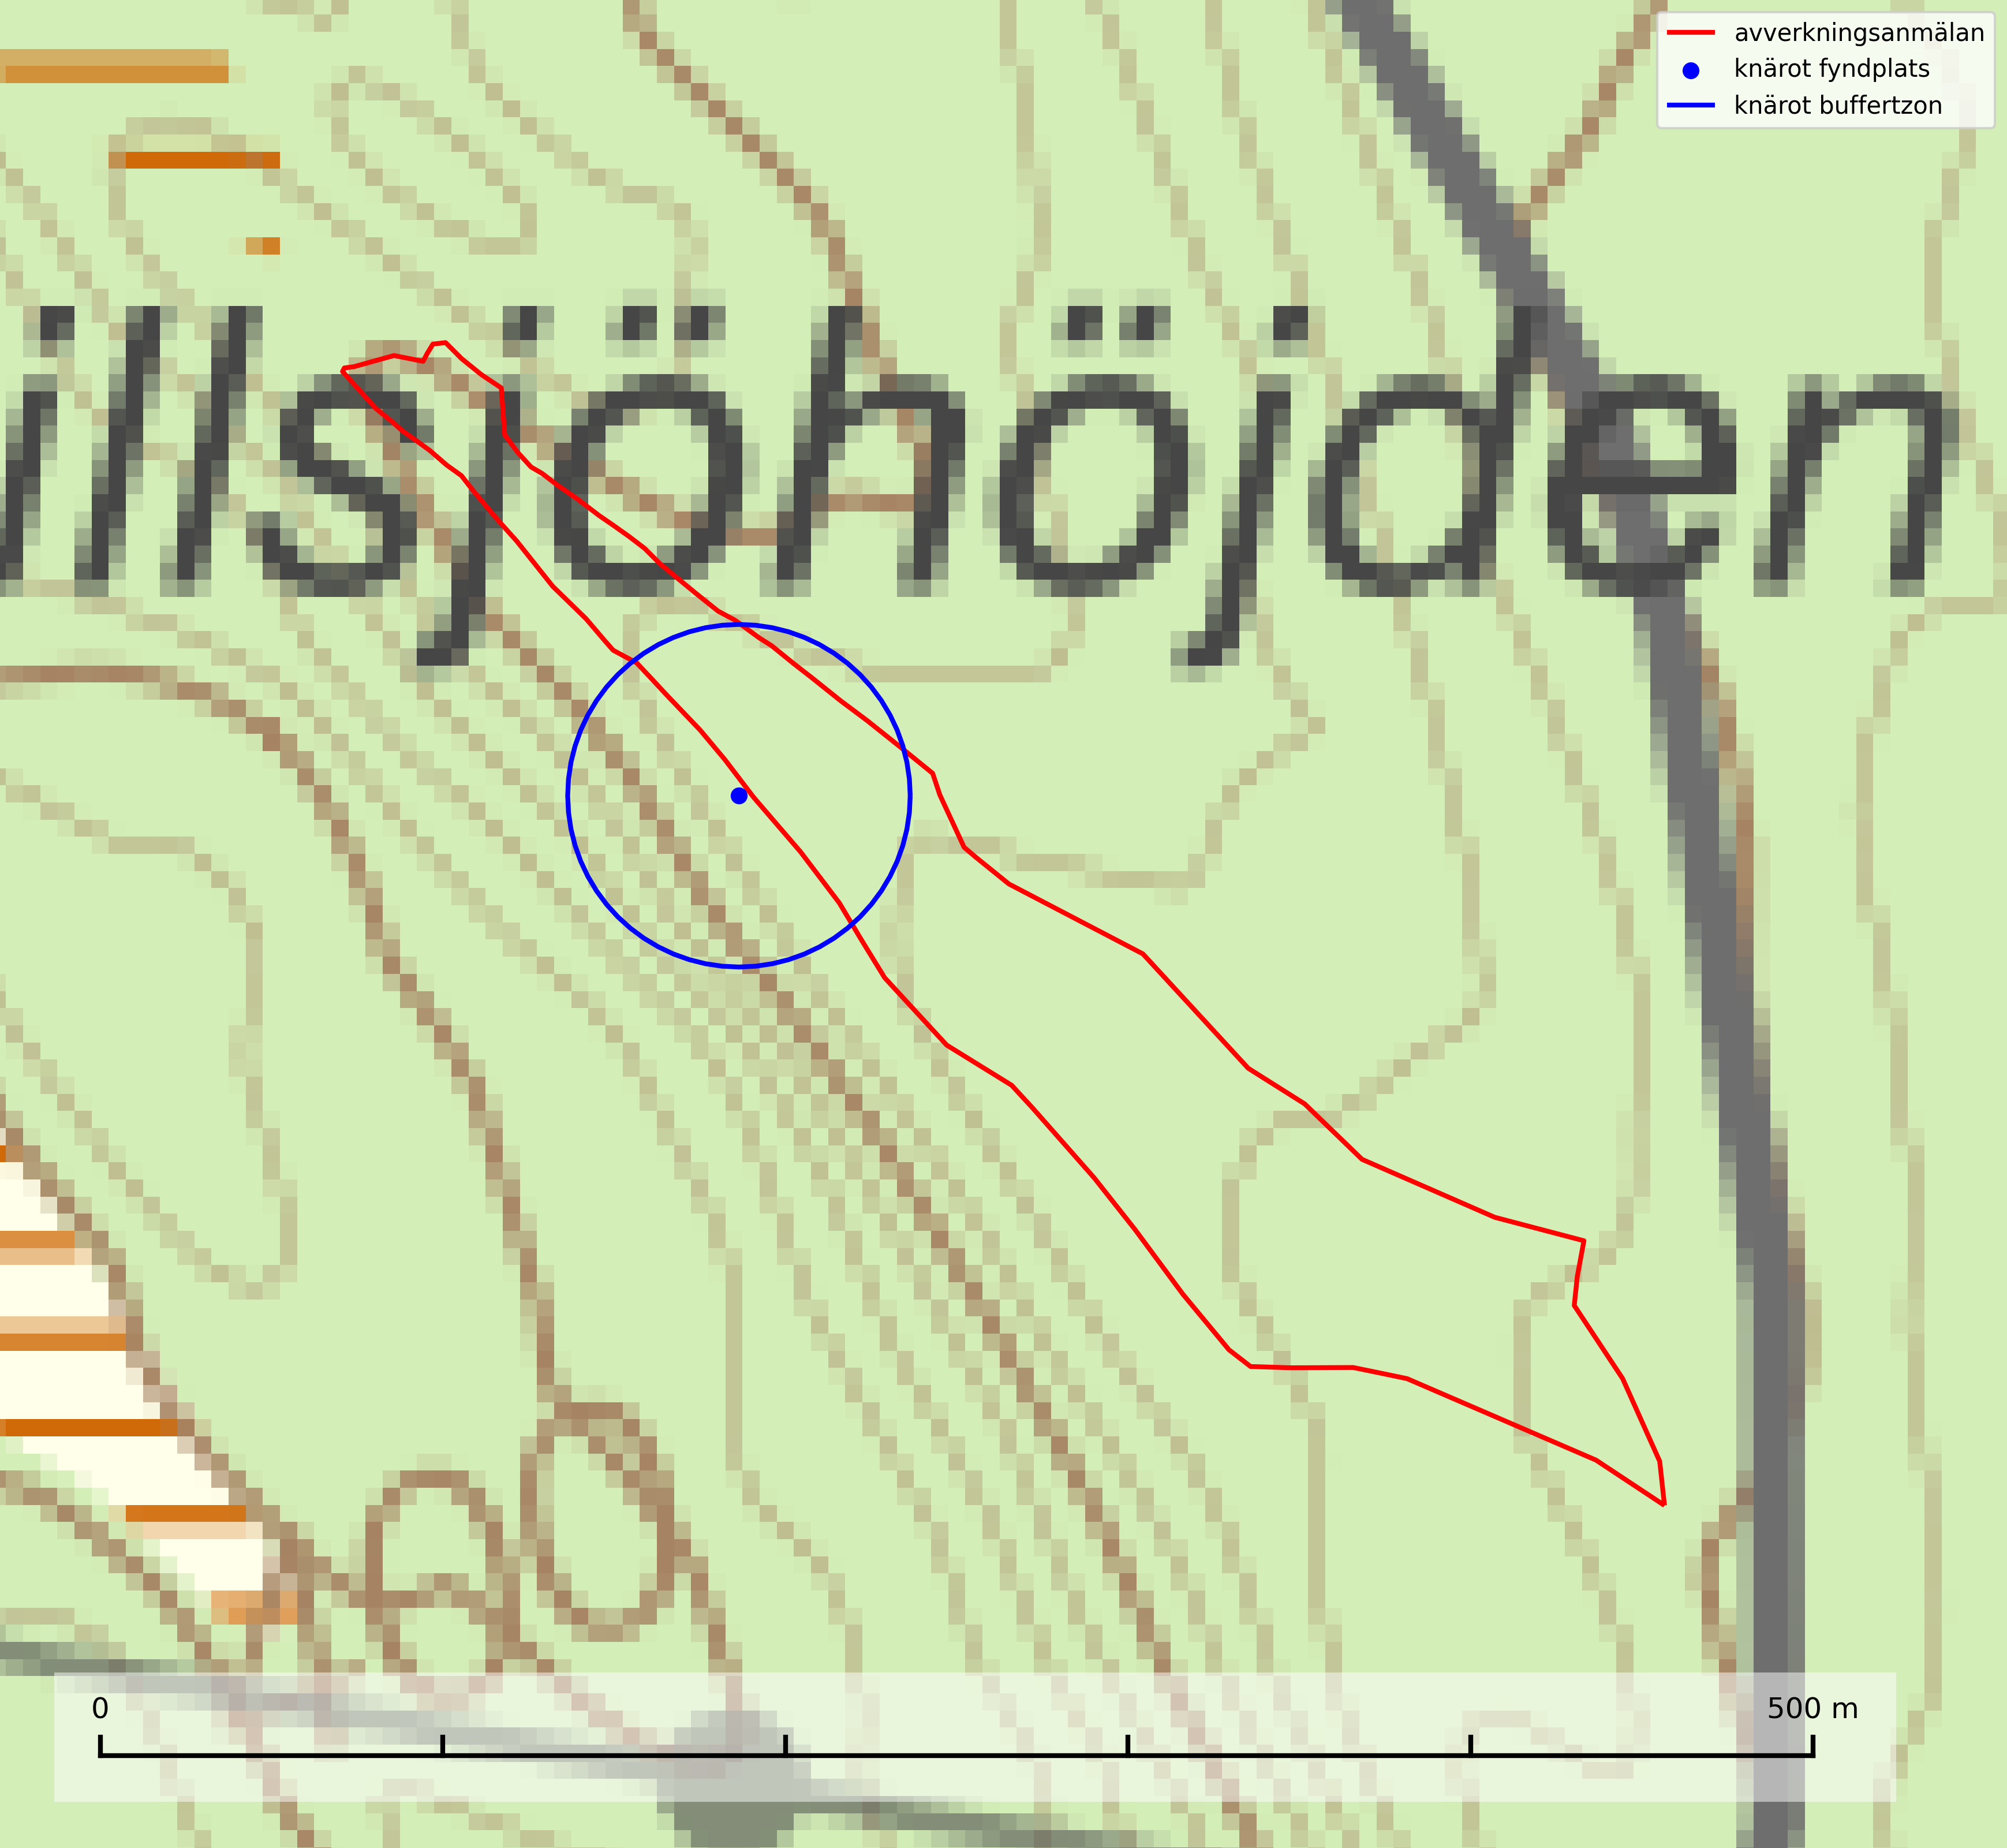 avverkningsanmälan
knärot fyndplats
knärot buffertzon
illsjöhöjden
0 500 m